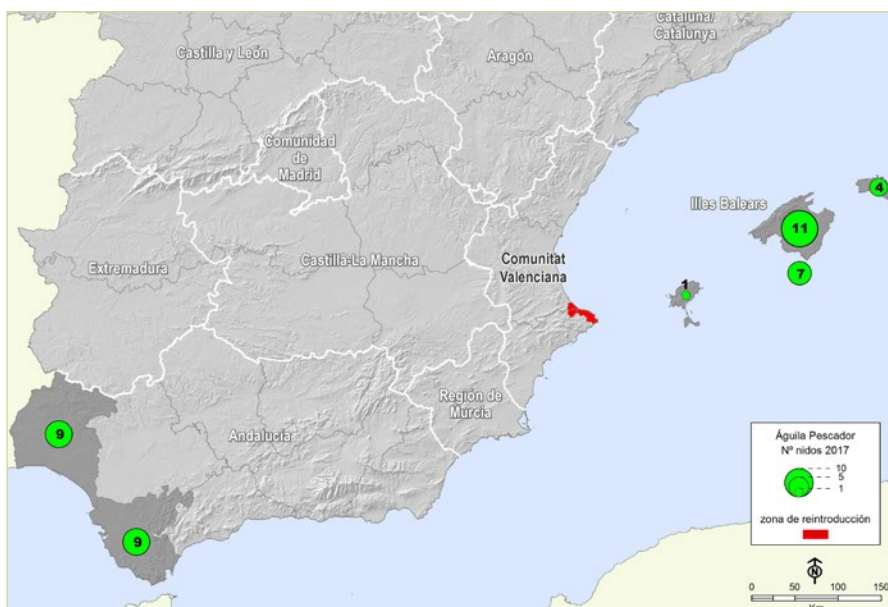 Cataluña/
Catalunya
Castilla y León
Aragón
Comunidad
de
Madrid
4
Illes Balears
11
Castilla-La Mancha
Comunitat
Valenciana
Extremadura
7
1
Región de
Murcia
9
Andalucía
Águila Pescador
Nº nidos 2017
10
5
1
zona de reintroducción
9
N
0 25 50 100 150
Km